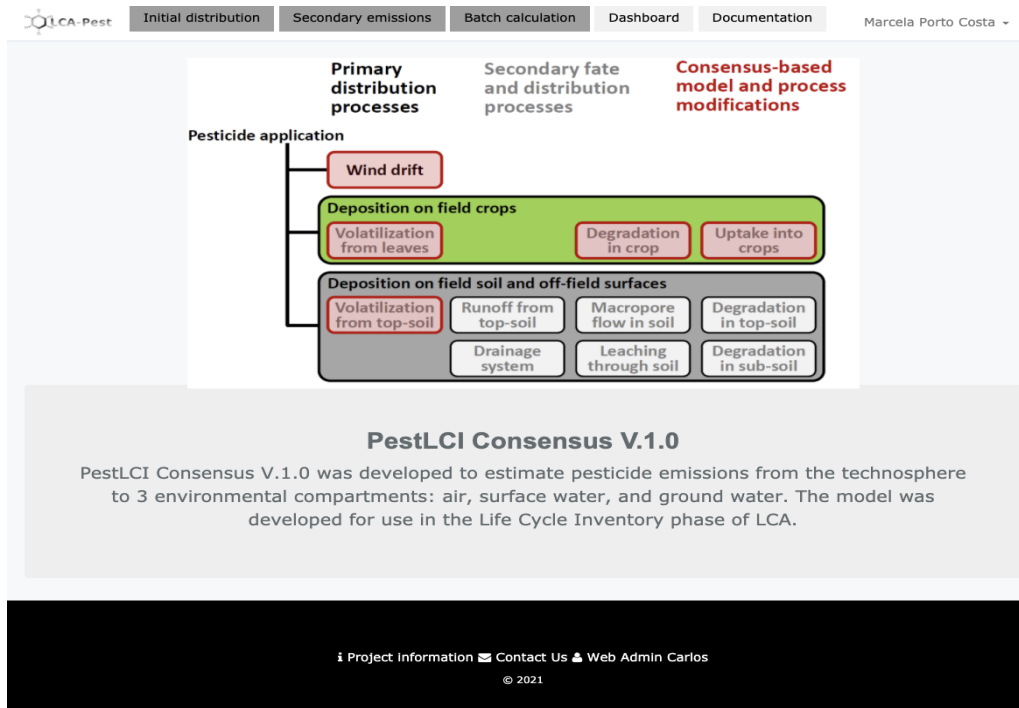 LCA-Pest
Initial distribution
Secondary emissions
Batch calculation
Dashboard
Documentation
Marcela Porto Costa
Primary
distribution
processes
Secondary fate
and distribution
processes
Consensus-based
model and process
modifications
Pesticide application
Wind drift
Deposition on field crops
Volatilization
from leaves
Degradation
in crop
Uptake into
crops
Deposition on field soil and off-field surfaces
Volatilization
from top-soil
Runoff from
top-soil
Macropore
flow in soil
Degradation
in top-soil
Drainage
system
Leaching
through soil
Degradation
in sub-soil
PestLCI Consensus V.1.0
PestLCI Consensus V.1.0 was developed to estimate pesticide emissions from the technosphere
to 3 environmental compartments: air, surface water, and ground water. The model was
developed for use in the Life Cycle Inventory phase of LCA.
Project information Contact Us Web Admin Carlos
© 2021